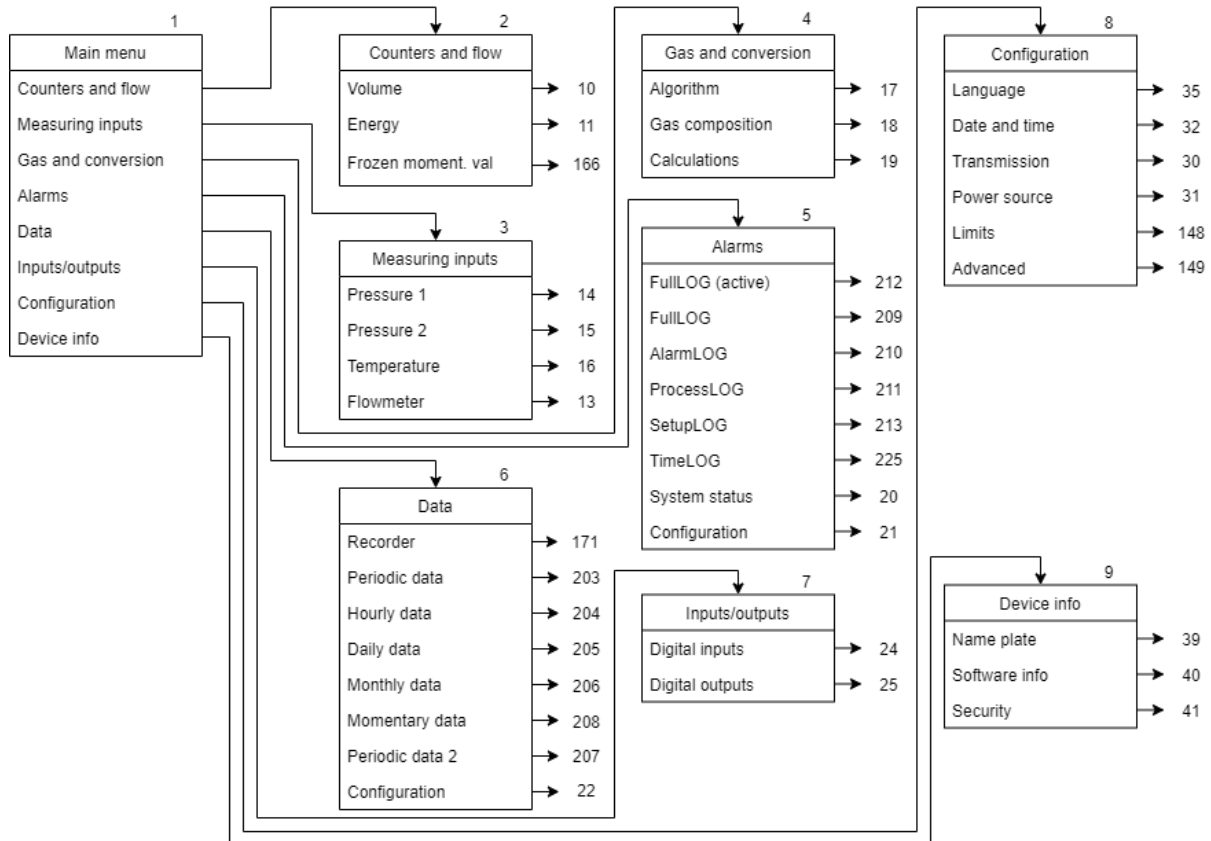 1
Main menu
Counters and flow
Measuring inputs
Gas and conversion
Alarms
Data
Inputs/outputs
Configuration
Device info
2
Counters and flow
Volume 10
Energy 11
Frozen moment. val 166
3
Measuring inputs
Pressure 1 14
Pressure 2 15
Temperature 16
Flowmeter 13
4
Gas and conversion
Algorithm 17
Gas composition 18
Calculations 19
5
Alarms
FullLOG (active) 212
FullLOG 209
AlarmLOG 210
ProcessLOG 211
SetupLOG 213
TimeLOG 225
System status 20
Configuration 21
6
Data
Recorder 171
Periodic data 203
Hourly data 204
Daily data 205
Monthly data 206
Momentary data 208
Periodic data 2 207
Configuration 22
7
Inputs/outputs
Digital inputs 24
Digital outputs 25
8
Configuration
Language 35
Date and time 32
Transmission 30
Power source 31
Limits 148
Advanced 149
9
Device info
Name plate 39
Software info 40
Security 41